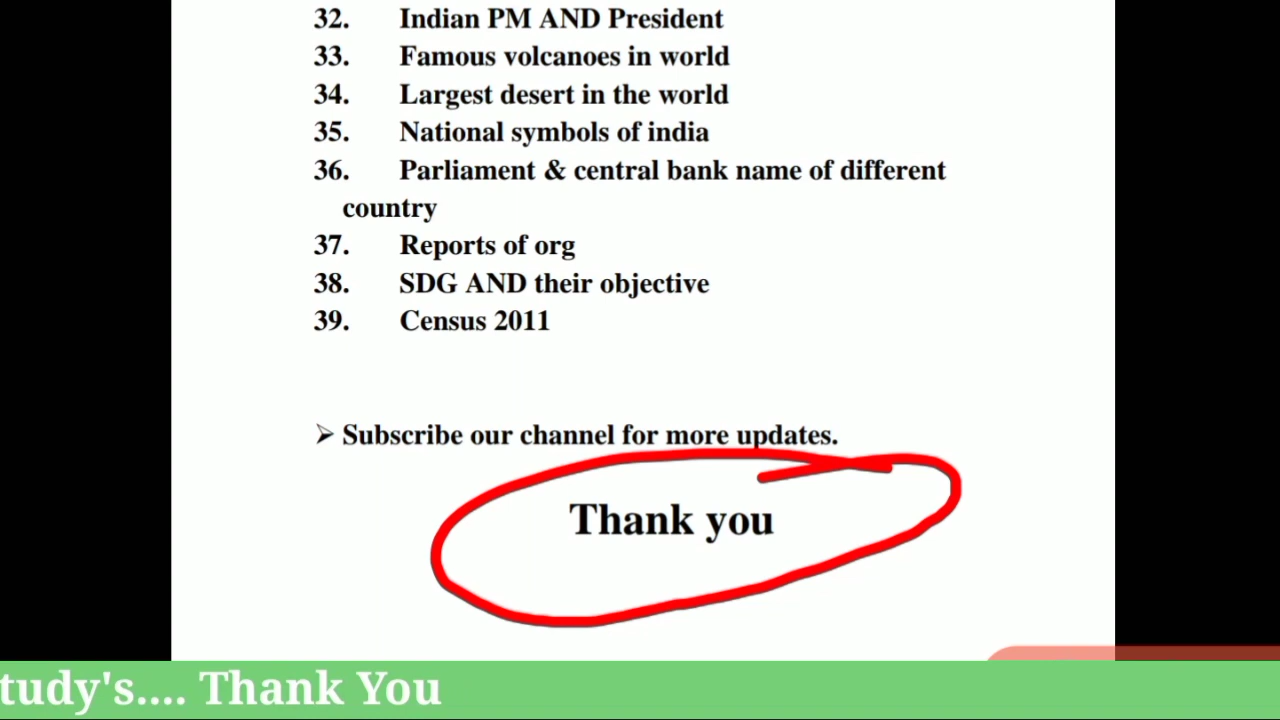 32. Indian PM AND President
33. Famous volcanoes in world
34. Largest desert in the world
35. National symbols of india
36. Parliament & central bank name of different
country
37. Reports of org
38. SDG AND their objective
39. Census 2011
➢ Subscribe our channel for more updates.
Thank you
tudy's.... Thank You